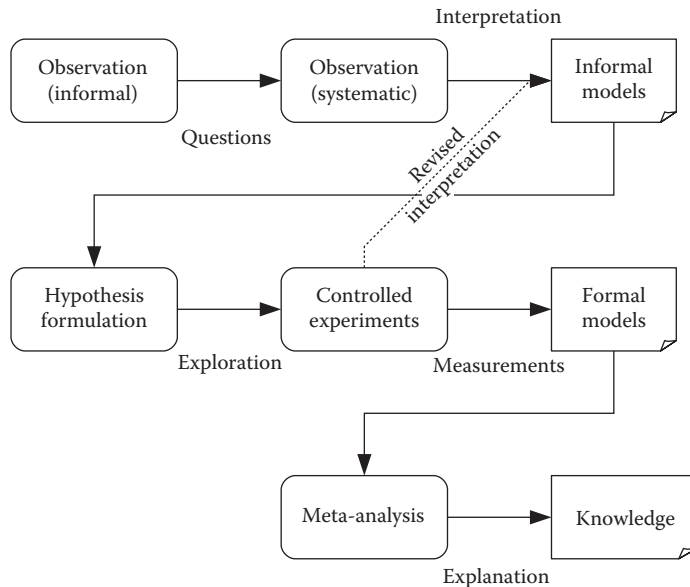 Interpretation
Observation
(informal)
Observation
(systematic)
Informal
models
Questions
Revised
interpretation
Hypothesis
formulation
Controlled
experiments
Formal
models
Exploration
Measurements
Meta-analysis
Knowledge
Explanation